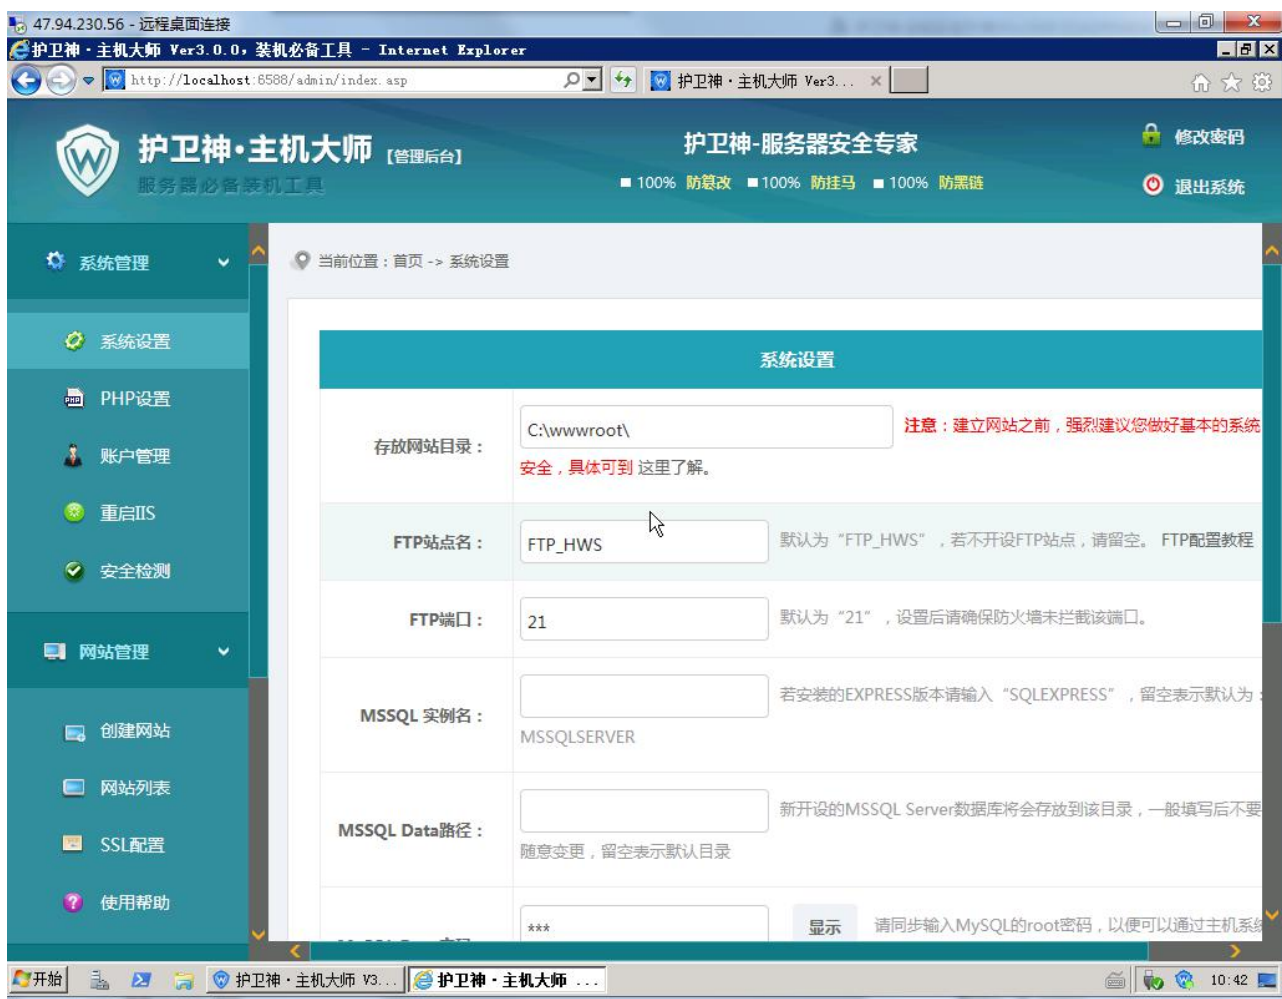 47.94.230.56 - 远程桌面连接
护卫神·主机大师 Ver3.0.0，装机必备工具 - Internet Explorer
http://localhost:6588/admin/index.asp
护卫神·主机大师 Ver3...
护卫神·主机大师 [管理后台]
服务器必备装机工具
护卫神-服务器安全专家
100% 防篡改 100% 防挂马 100% 防黑链
修改密码
退出系统
系统管理
系统设置
PHP设置
账户管理
重启IIS
安全检测
网站管理
创建网站
网站列表
SSL配置
使用帮助
当前位置：首页 -> 系统设置
系统设置
存放网站目录：
C:\wwwroot\
注意：建立网站之前，强烈建议您做好基本的系统
安全，具体可到 这里了解。
FTP站点名：
FTP_HWS
默认为“FTP_HWS”，若不开设FTP站点，请留空。 FTP配置教程
FTP端口：
21
默认为“21”，设置后请确保防火墙未拦截该端口。
MSSQL 实例名：
若安装的EXPRESS版本请输入“SQLEXPRESS”，留空表示默认为：
MSSQLSERVER
MSSQL Data路径：
新开设的MSSQL Server数据库将会存放到该目录，一般填写后不要
随意变更，留空表示默认目录
***
显示
请同步输入MySQL的root密码，以便可以通过主机系统
开始
护卫神·主机大师 V3...
护卫神·主机大师 ...
10:42